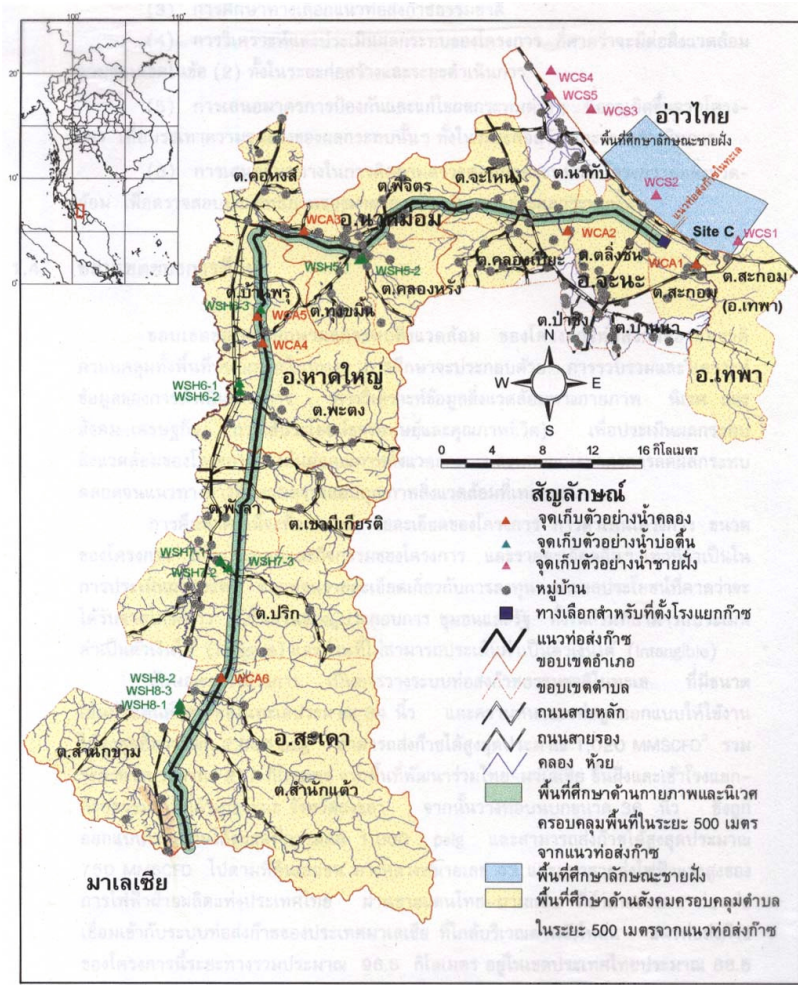 100°
110°
20°
10°
0°
WCS4
WCS5
WCS3
อ่าวไทย
พื้นที่ศึกษาลักษณะชายฝั่ง
ต.คอหงส์
ต.พิจิตร
ต.จะโหนง
ต.นาทับ
WCS2
แนวท่อส่งก๊าซในทะเล
WCA3
อ.นาหม่อม
WCA2
Site C
WCS1
WSH5-1
WSH5-2
ต.คลองเปียะ
ต.ตลิ่งชัน
WCA1
ต.สะกอม
ต.บ้านพรุ
ต.คลองหรัง
อ.จะนะ
ต.สะกอม
(อ.เทพา)
ต.ทุ่งขมิ้น
WCA5
ต.ป่าชิง
ต.บ้านนา
WCA4
N
อ.หาดใหญ่
อ.เทพา
WSH6-1
WSH6-2
W
E
ต.พะตง
S
0 4 8 12 16 กิโลเมตร
สัญลักษณ์
ต.พังลา
ต.เขามีเกียรติ
จุดเก็บตัวอย่างน้ำคลอง
จุดเก็บตัวอย่างน้ำบ่อตื้น
จุดเก็บตัวอย่างน้ำชายฝั่ง
WSH7-1
WSH7-3
WSH7-2
หมู่บ้าน
ต.ปริก
ทางเลือกสำหรับที่ตั้งโรงแยกก๊าซ
แนวท่อส่งก๊าซ
ขอบเขตอำเภอ
WSH8-2
WCA6
WSH8-3
WSH8-1
ขอบเขตตำบล
ถนนสายหลัก
อ.สะเดา
ถนนสายรอง
ต.สำนักขาม
คลอง ห้วย
ต.สำนักแต้ว
พื้นที่ศึกษาด้านกายภาพและนิเวศ
ครอบคลุมพื้นที่ในระยะ 500 เมตร
จากแนวท่อส่งก๊าซ
มาเลเซีย
พื้นที่ศึกษาลักษณะชายฝั่ง
พื้นที่ศึกษาด้านสังคมครอบคลุมตำบล
ในระยะ 500 เมตรจากแนวท่อส่งก๊าซ